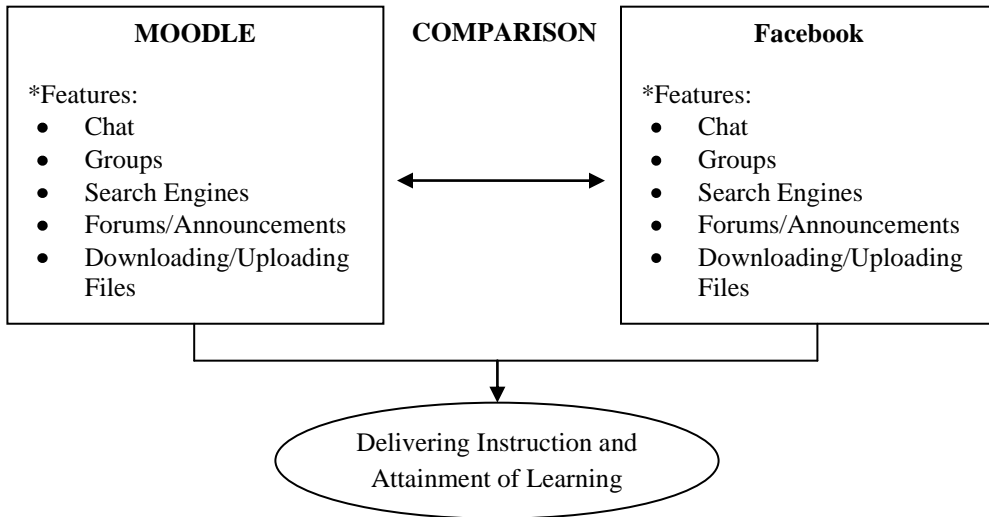 MOODLE
*Features:
● Chat
● Groups
● Search Engines
● Forums/Announcements
● Downloading/Uploading
Files
COMPARISON
Facebook
*Features:
● Chat
● Groups
● Search Engines
● Forums/Announcements
● Downloading/Uploading
Files
Delivering Instruction and
Attainment of Learning